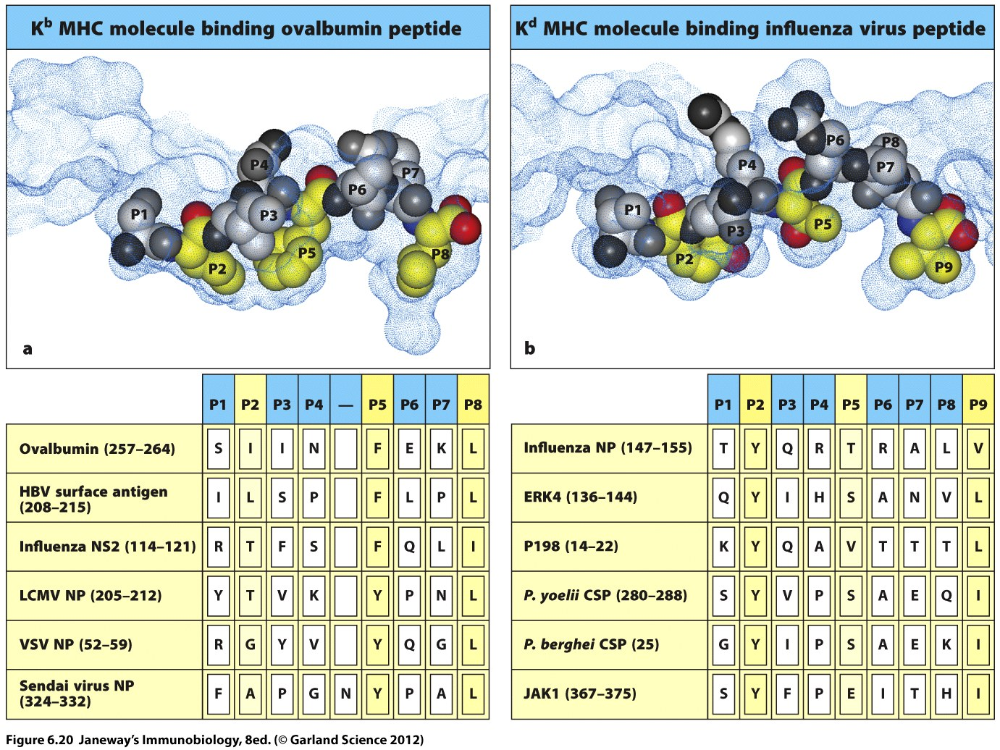 Kb MHC molecule binding ovalbumin peptide
P1
P2
P3
P4
P5
P6
P7
P8
a
P1 P2 P3 P4 — P5 P6 P7 P8
Ovalbumin (257–264) S I I N F E K L
HBV surface antigen
(208–215) I L S P F L P L
Influenza NS2 (114–121) R T F S F Q L I
LCMV NP (205–212) Y T V K Y P N L
VSV NP (52–59) R G Y V Y Q G L
Sendai virus NP
(324–332) F A P G N Y P A L
Kd MHC molecule binding influenza virus peptide
P1
P2
P3
P4
P5
P6
P7
P8
P9
b
P1 P2 P3 P4 P5 P6 P7 P8 P9
Influenza NP (147–155) T Y Q R T R A L V
ERK4 (136–144) Q Y I H S A N V L
P198 (14–22) K Y Q A V T T T L
P. yoelii CSP (280–288) S Y V P S A E Q I
P. berghei CSP (25) G Y I P S A E K I
JAK1 (367–375) S Y F P E I T H I
Figure 6.20 Janeway’s Immunobiology, 8ed. (© Garland Science 2012)